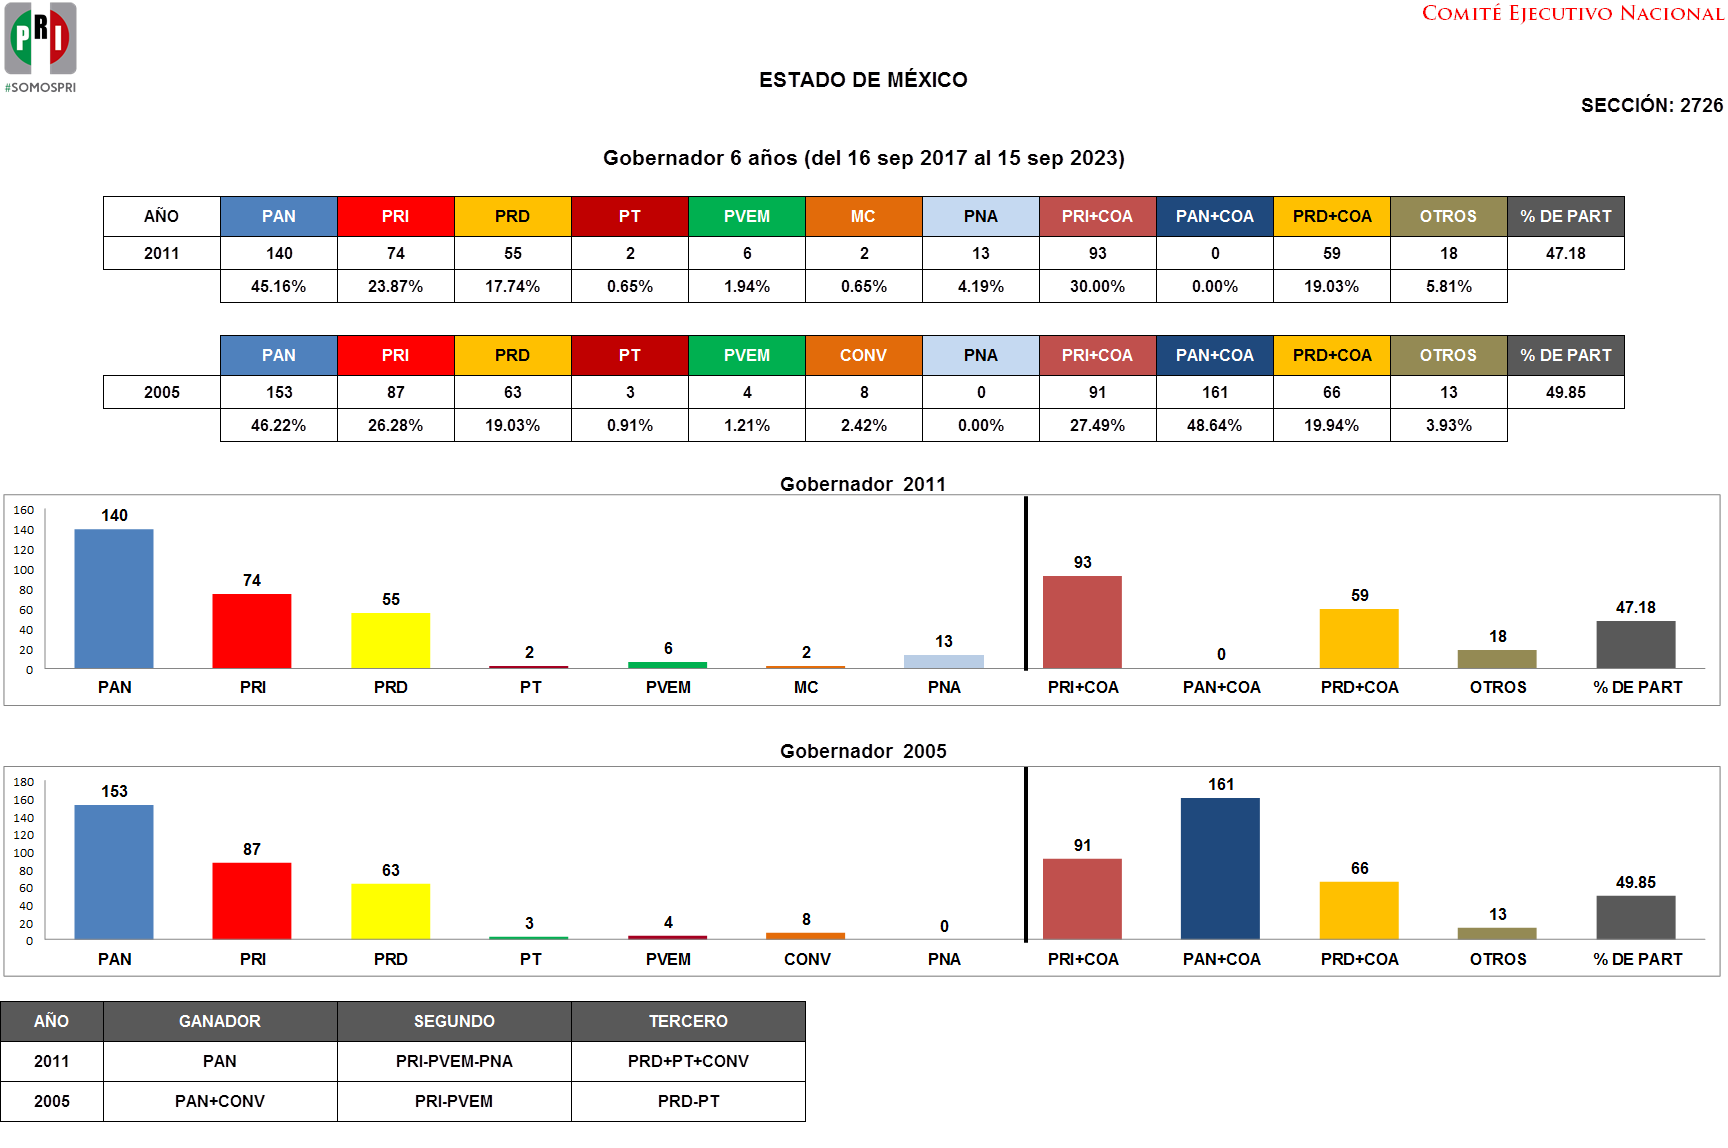 PRI
#SOMOSPRI
COMITÉ EJECUTIVO NACIONAL
ESTADO DE MÉXICO
SECCIÓN: 2726
Gobernador 6 años (del 16 sep 2017 al 15 sep 2023)
AÑO PAN PRI PRD PT PVEM MC PNA PRI+COA PAN+COA PRD+COA OTROS % DE PART
2011 140 74 55 2 6 2 13 93 0 59 18 47.18
45.16% 23.87% 17.74% 0.65% 1.94% 0.65% 4.19% 30.00% 0.00% 19.03% 5.81%
PAN PRI PRD PT PVEM CONV PNA PRI+COA PAN+COA PRD+COA OTROS % DE PART
2005 153 87 63 3 4 8 0 91 161 66 13 49.85
46.22% 26.28% 19.03% 0.91% 1.21% 2.42% 0.00% 27.49% 48.64% 19.94% 3.93%
Gobernador 2011
160
140
120
100
80
60
40
20
0
140 74 55 2 6 2 13 93 0 59 18 47.18
PAN PRI PRD PT PVEM MC PNA PRI+COA PAN+COA PRD+COA OTROS % DE PART
Gobernador 2005
180
160
140
120
100
80
60
40
20
0
153 87 63 3 4 8 0 91 161 66 13 49.85
PAN PRI PRD PT PVEM CONV PNA PRI+COA PAN+COA PRD+COA OTROS % DE PART
AÑO GANADOR SEGUNDO TERCERO
2011 PAN PRI-PVEM-PNA PRD+PT+CONV
2005 PAN+CONV PRI-PVEM PRD-PT